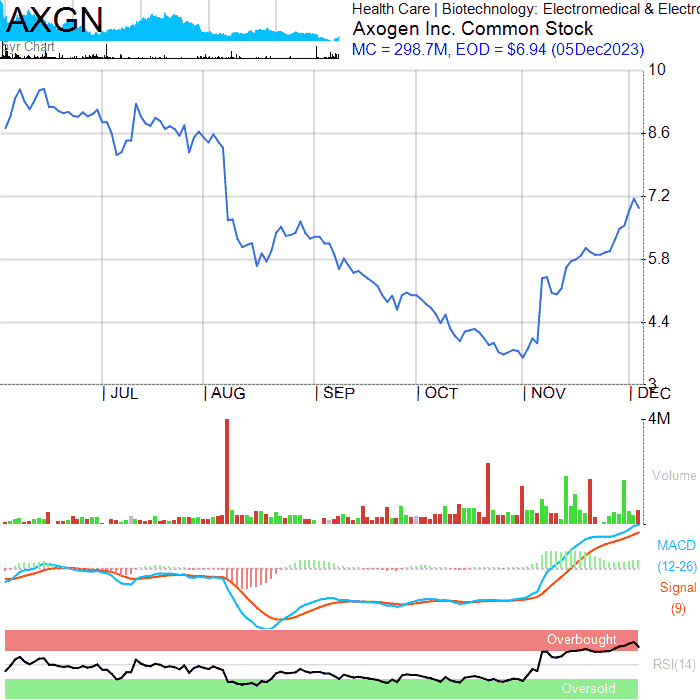 AXGN
Health Care | Biotechnology: Electromedical & Electro
Axogen Inc. Common Stock
MC = 298.7M, EOD = $6.94 (05Dec2023)
Chart
10
8.6
7.2
5.8
4.4
3
| JUL | AUG | SEP | OCT | NOV | DEC
4M
Volume
MACD
(12-26)
Signal
(9)
Overbought
RSI(14)
Oversold